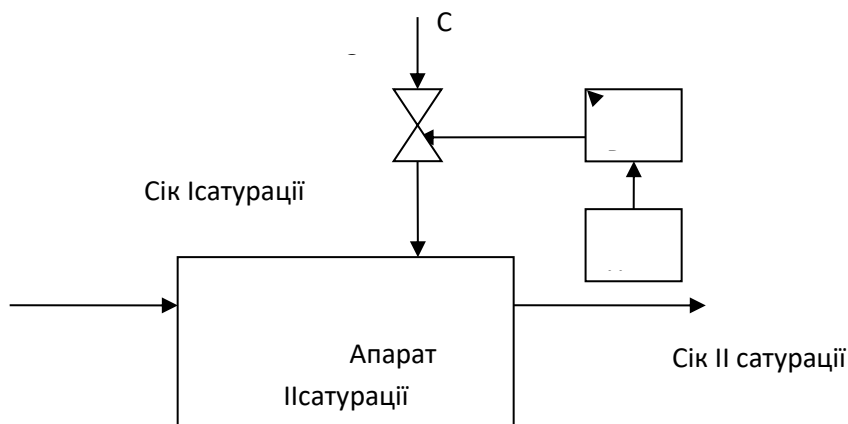 С
Сік Ісатурації
Апарат
ІІсатурації
Сік ІІ сатурації